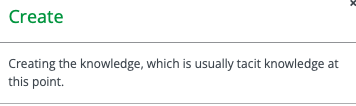 Create
Creating the knowledge, which is usually tacit knowledge at
this point.